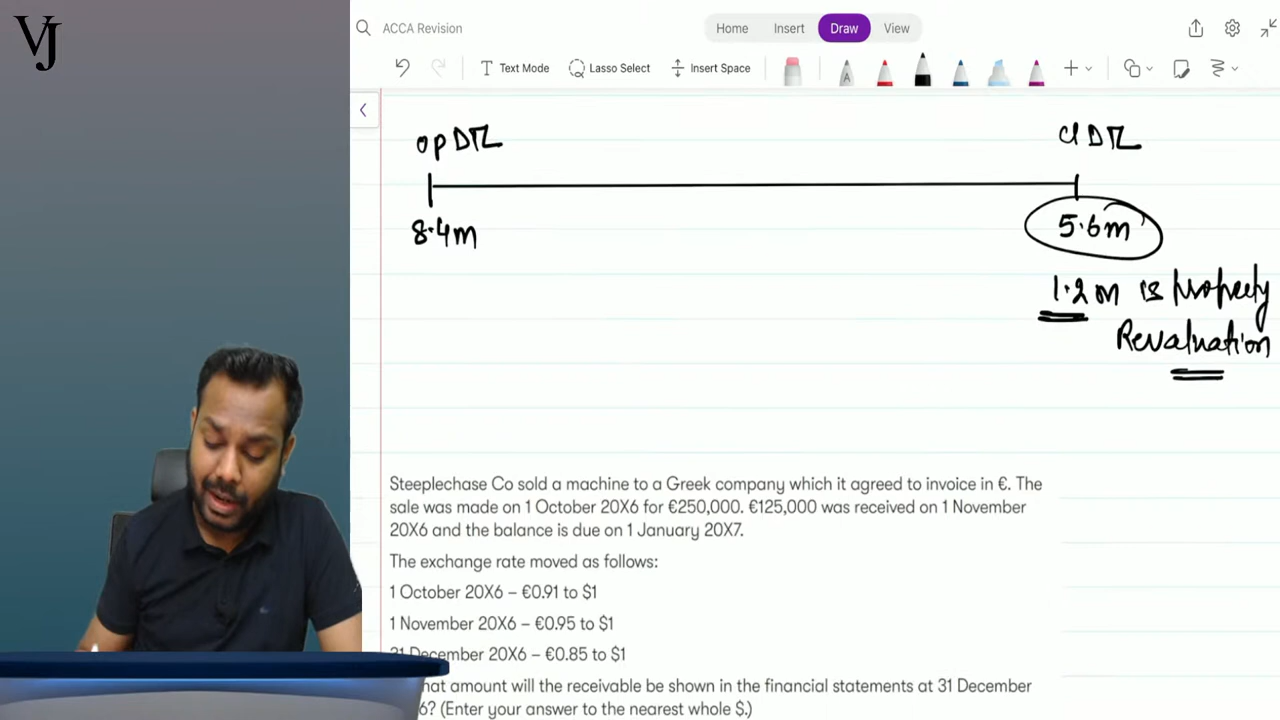 VJ
ACCA Revision
Home Insert Draw View
Text Mode Lasso Select Insert Space
A
op DTL cl DTL
8.4m 5.6m
1.2m is property
Revaluation
Steeplechase Co sold a machine to a Greek company which it agreed to invoice in €. The
sale was made on 1 October 20X6 for €250,000. €125,000 was received on 1 November
20X6 and the balance is due on 1 January 20X7.
The exchange rate moved as follows:
1 October 20X6 – €0.91 to $1
1 November 20X6 – €0.95 to $1
31 December 20X6 – €0.85 to $1
hat amount will the receivable be shown in the financial statements at 31 December
6? (Enter your answer to the nearest whole $.)